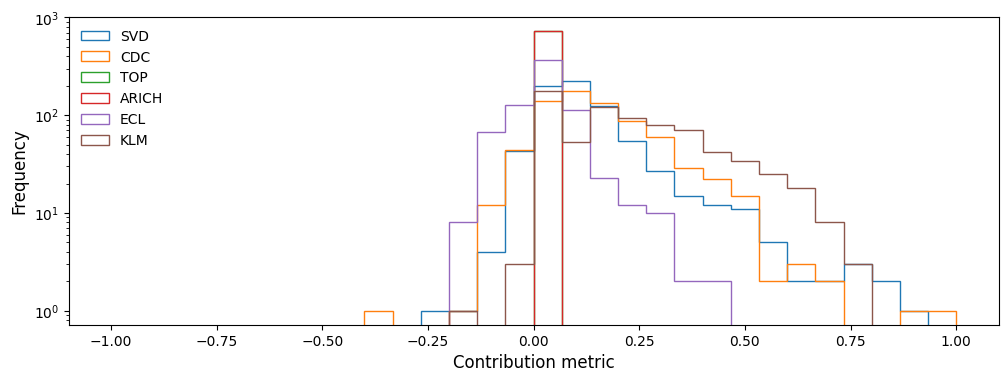 10³
10²
10¹
10⁰
Frequency
SVD
CDC
TOP
ARICH
ECL
KLM
−1.00 −0.75 −0.50 −0.25 0.00 0.25 0.50 0.75 1.00
Contribution metric